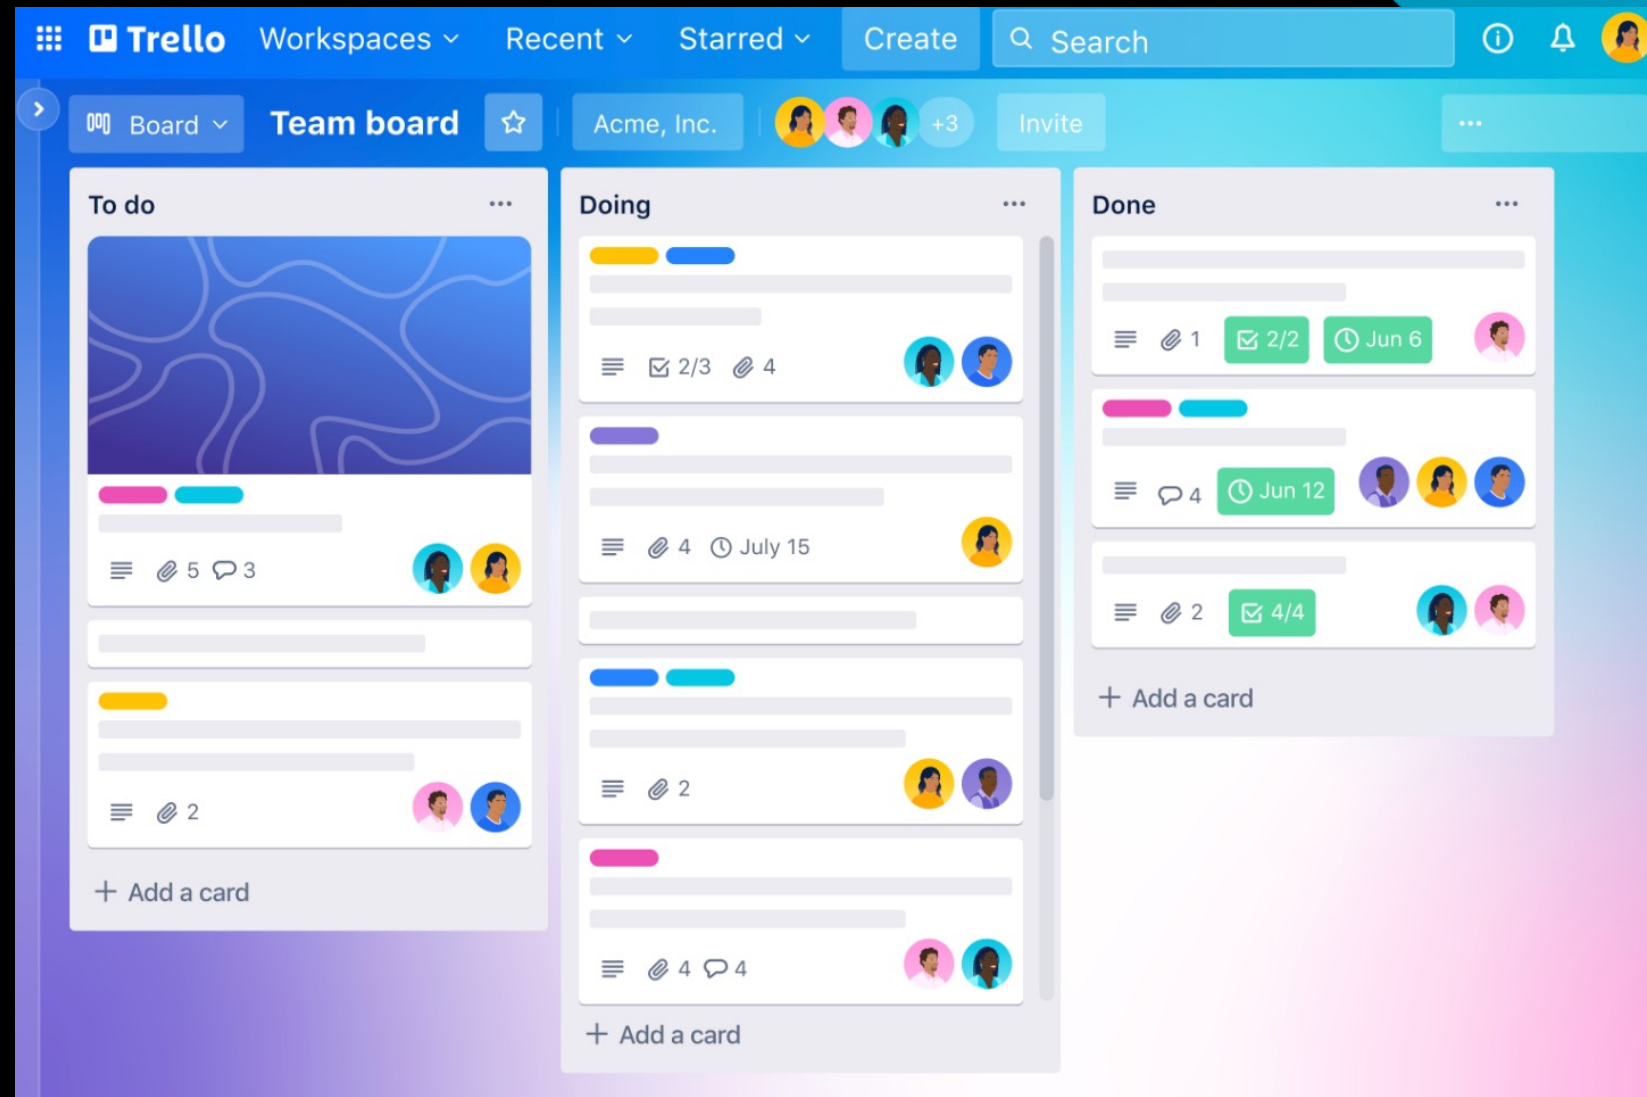 Trello Workspaces Recent Starred Create Search
Board Team board Acme, Inc. +3 Invite
To do
5 3
2
+ Add a card
Doing
2/3 4
4 July 15
2
4 4
+ Add a card
Done
1 2/2 Jun 6
4 Jun 12
2 4/4
+ Add a card